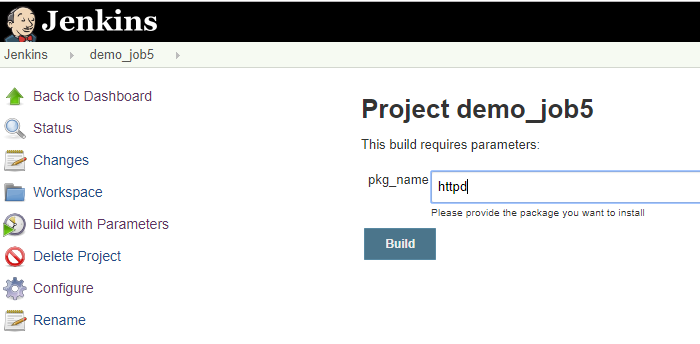 Jenkins
Jenkins demo_job5
Back to Dashboard
Status
Changes
Workspace
Build with Parameters
Delete Project
Configure
Rename
Project demo_job5
This build requires parameters:
pkg_name httpd
Please provide the package you want to install
Build